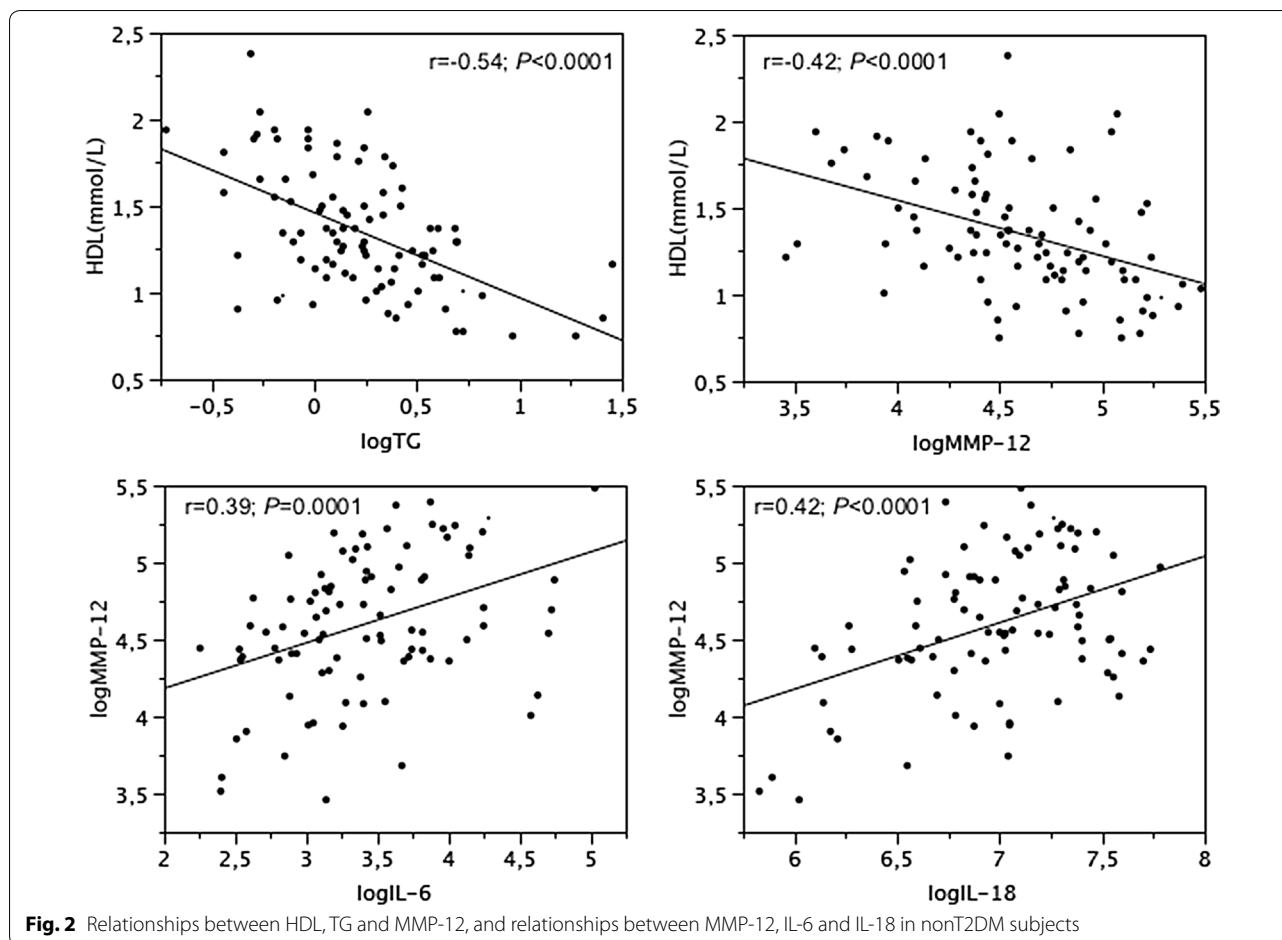 2,5
2
1,5
1
0,5
HDL(mmol/L)
r=-0.54; P<0.0001
-0,5 0 0,5 1 1,5
logTG
2,5
2
1,5
1
0,5
HDL(mmol/L)
r=-0.42; P<0.0001
3,5 4 4,5 5 5,5
logMMP-12
5,5
5
4,5
4
3,5
logMMP-12
r=0.39; P=0.0001
2 2,5 3 3,5 4 4,5 5
logIL-6
5,5
5
4,5
4
3,5
logMMP-12
r=0.42; P<0.0001
6 6,5 7 7,5 8
logIL-18
Fig. 2 Relationships between HDL, TG and MMP-12, and relationships between MMP-12, IL-6 and IL-18 in nonT2DM subjects